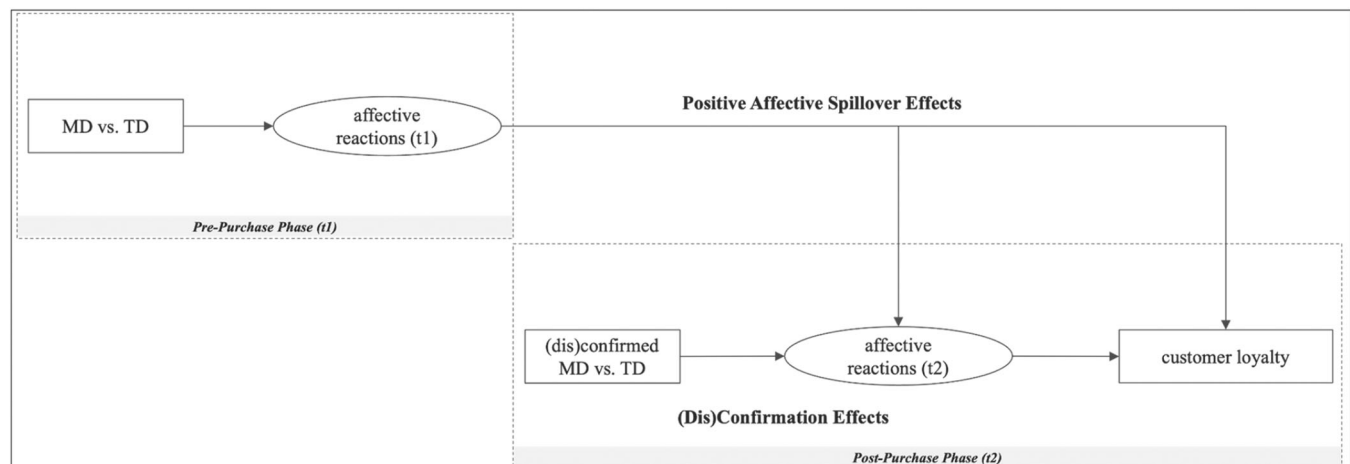 MD vs. TD
affective
reactions (t1)
Positive Affective Spillover Effects
Pre-Purchase Phase (t1)
(dis)confirmed
MD vs. TD
affective
reactions (t2)
customer loyalty
(Dis)Confirmation Effects
Post-Purchase Phase (t2)